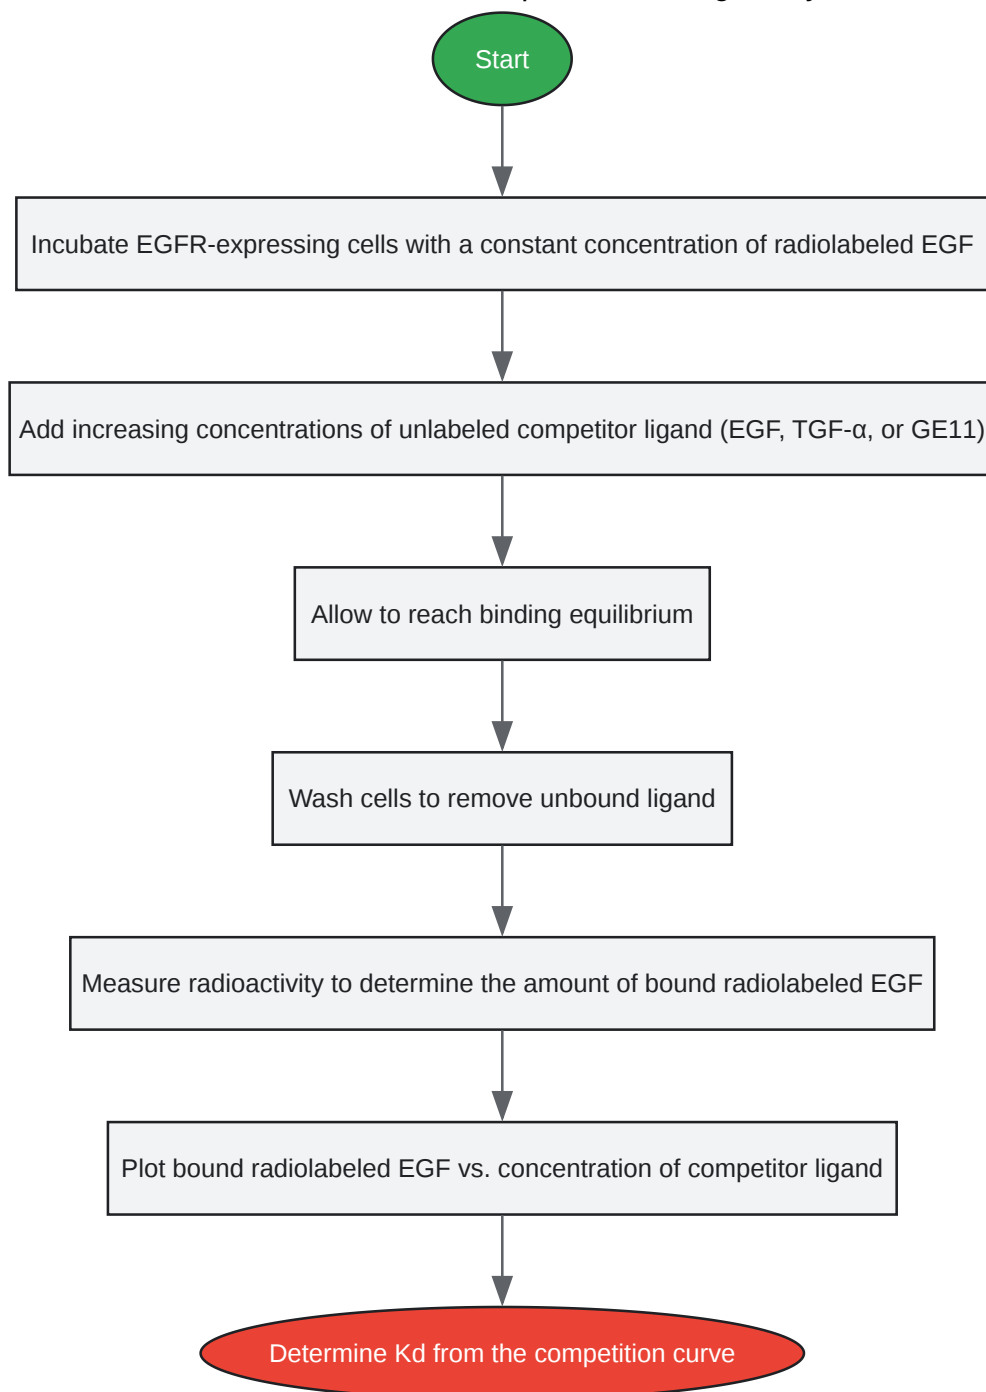 Start
Incubate EGFR-expressing cells with a constant concentration of radiolabeled EGF
Add increasing concentrations of unlabeled competitor ligand (EGF, TGF-α, or GE11)
Allow to reach binding equilibrium
Wash cells to remove unbound ligand
Measure radioactivity to determine the amount of bound radiolabeled EGF
Plot bound radiolabeled EGF vs. concentration of competitor ligand
Determine Kd from the competition curve